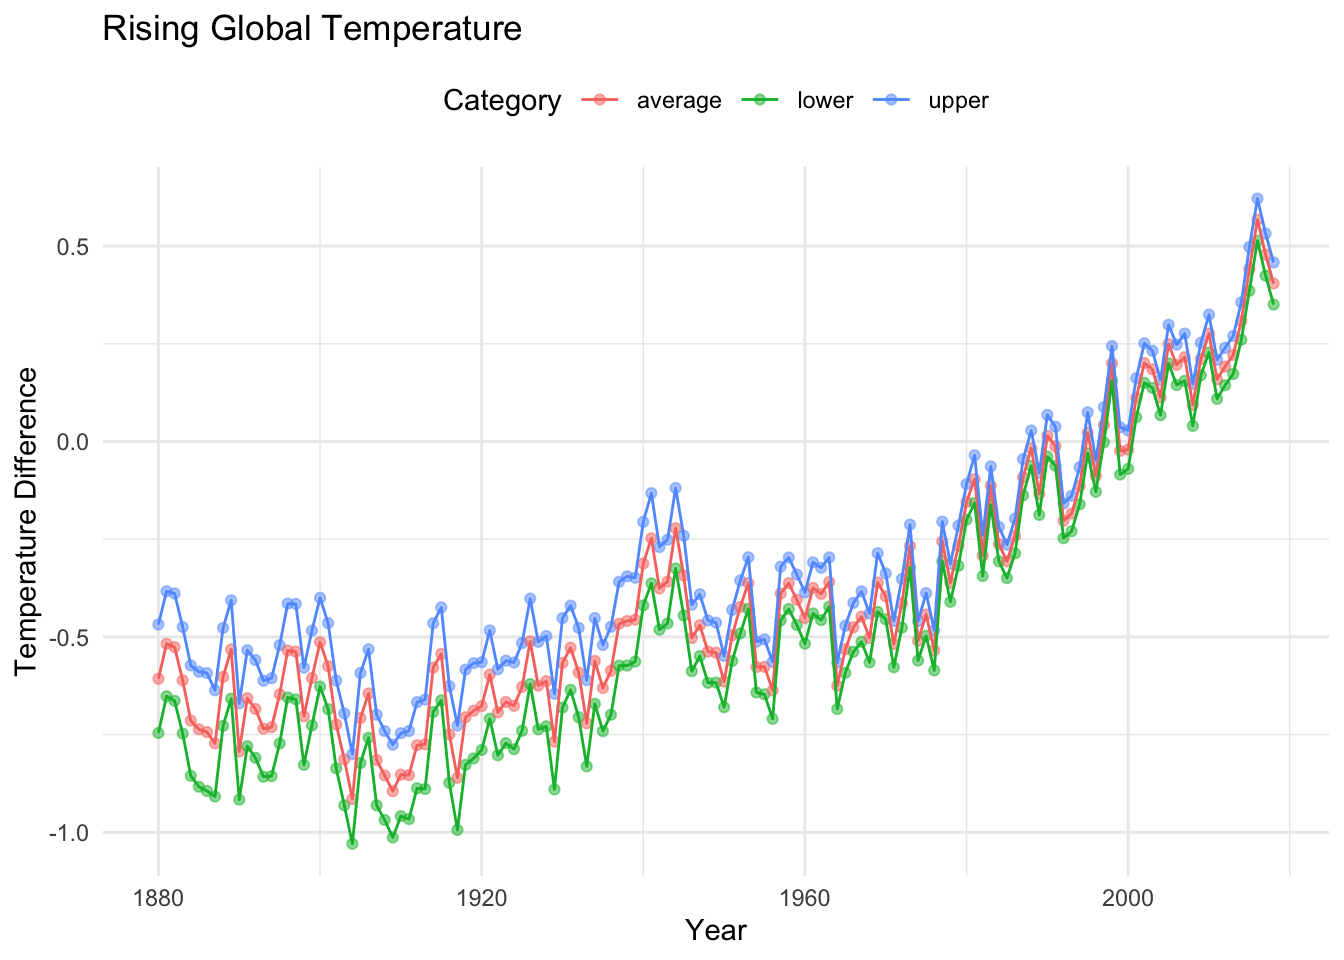 Rising Global Temperature
Category average lower upper
0.5
0.0
-0.5
-1.0
Temperature Difference
1880 1920 1960 2000
Year